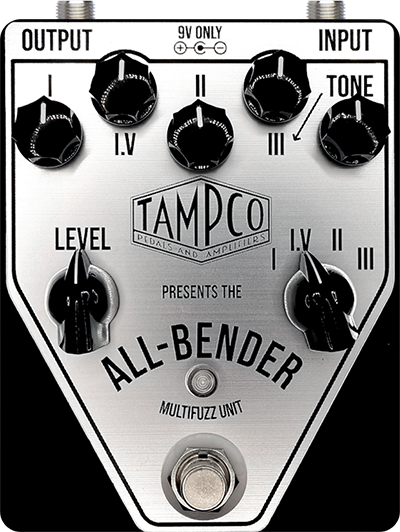 OUTPUT
9V ONLY
INPUT
I
II
TONE
I.V
III
TAMPCO
PEDALS AND AMPLIFIERS
LEVEL
I
I.V
II
III
PRESENTS THE
ALL-BENDER
MULTIFUZZ UNIT